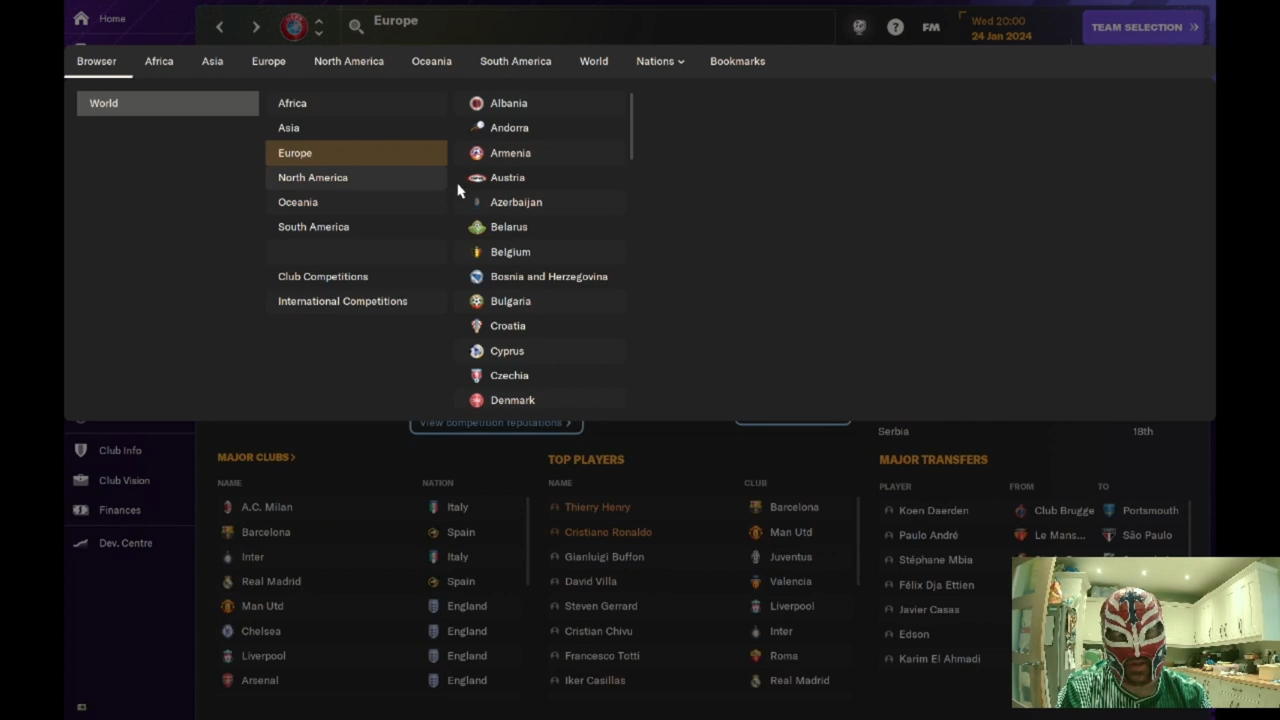 Home
Europe
FM
Wed 20:00
24 Jan 2024
TEAM SELECTION
Browser
Africa
Asia
Europe
North America
Oceania
South America
World
Nations
Bookmarks
World
Africa
Asia
Europe
North America
Oceania
South America
Club Competitions
International Competitions
Albania
Andorra
Armenia
Austria
Azerbaijan
Belarus
Belgium
Bosnia and Herzegovina
Bulgaria
Croatia
Cyprus
Czechia
Denmark
View competition reputations >
Serbia 18th
Club Info
Club Vision
Finances
Dev. Centre
MAJOR CLUBS >
NAME NATION
A.C. Milan Italy
Barcelona Spain
Inter Italy
Real Madrid Spain
Man Utd England
Chelsea England
Liverpool England
Arsenal England
TOP PLAYERS
NAME CLUB
Thierry Henry Barcelona
Cristiano Ronaldo Man Utd
Gianluigi Buffon Juventus
David Villa Valencia
Steven Gerrard Liverpool
Cristian Chivu Inter
Francesco Totti Roma
Iker Casillas Real Madrid
MAJOR TRANSFERS
PLAYER FROM TO
Koen Daerden Club Brugge Portsmouth
Paulo André Le Mans... São Paulo
Stéphane Mbia
Félix Dja Ettien
Javier Casas
Edson
Karim El Ahmadi